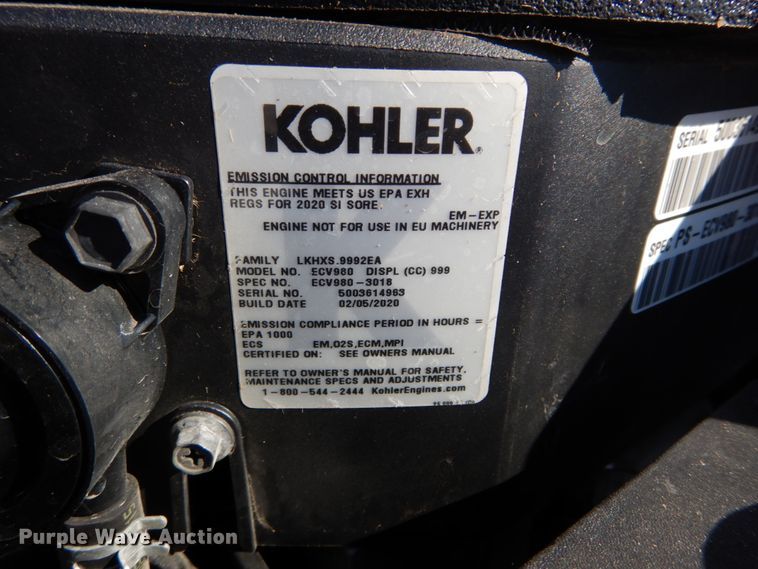 KOHLER®
EMISSION CONTROL INFORMATION
THIS ENGINE MEETS US EPA EXH
REGS FOR 2020 SI SORE.
EM-EXP
ENGINE NOT FOR USE IN EU MACHINERY
FAMILY LKHXS.9992EA
MODEL NO. ECV980 DISPL (CC) 999
SPEC NO. ECV980-3018
SERIAL NO. 5003614963
BUILD DATE 02/05/2020
EMISSION COMPLIANCE PERIOD IN HOURS =
EPA 1000
ECS EM,O2S,ECM,MPI
CERTIFIED ON: SEE OWNERS MANUAL
REFER TO OWNER'S MANUAL FOR SAFETY,
MAINTENANCE SPECS AND ADJUSTMENTS
1-800-544-2444 KohlerEngines.com
SERIAL
SPEC PS-ECV980-
Purple Wave Auction